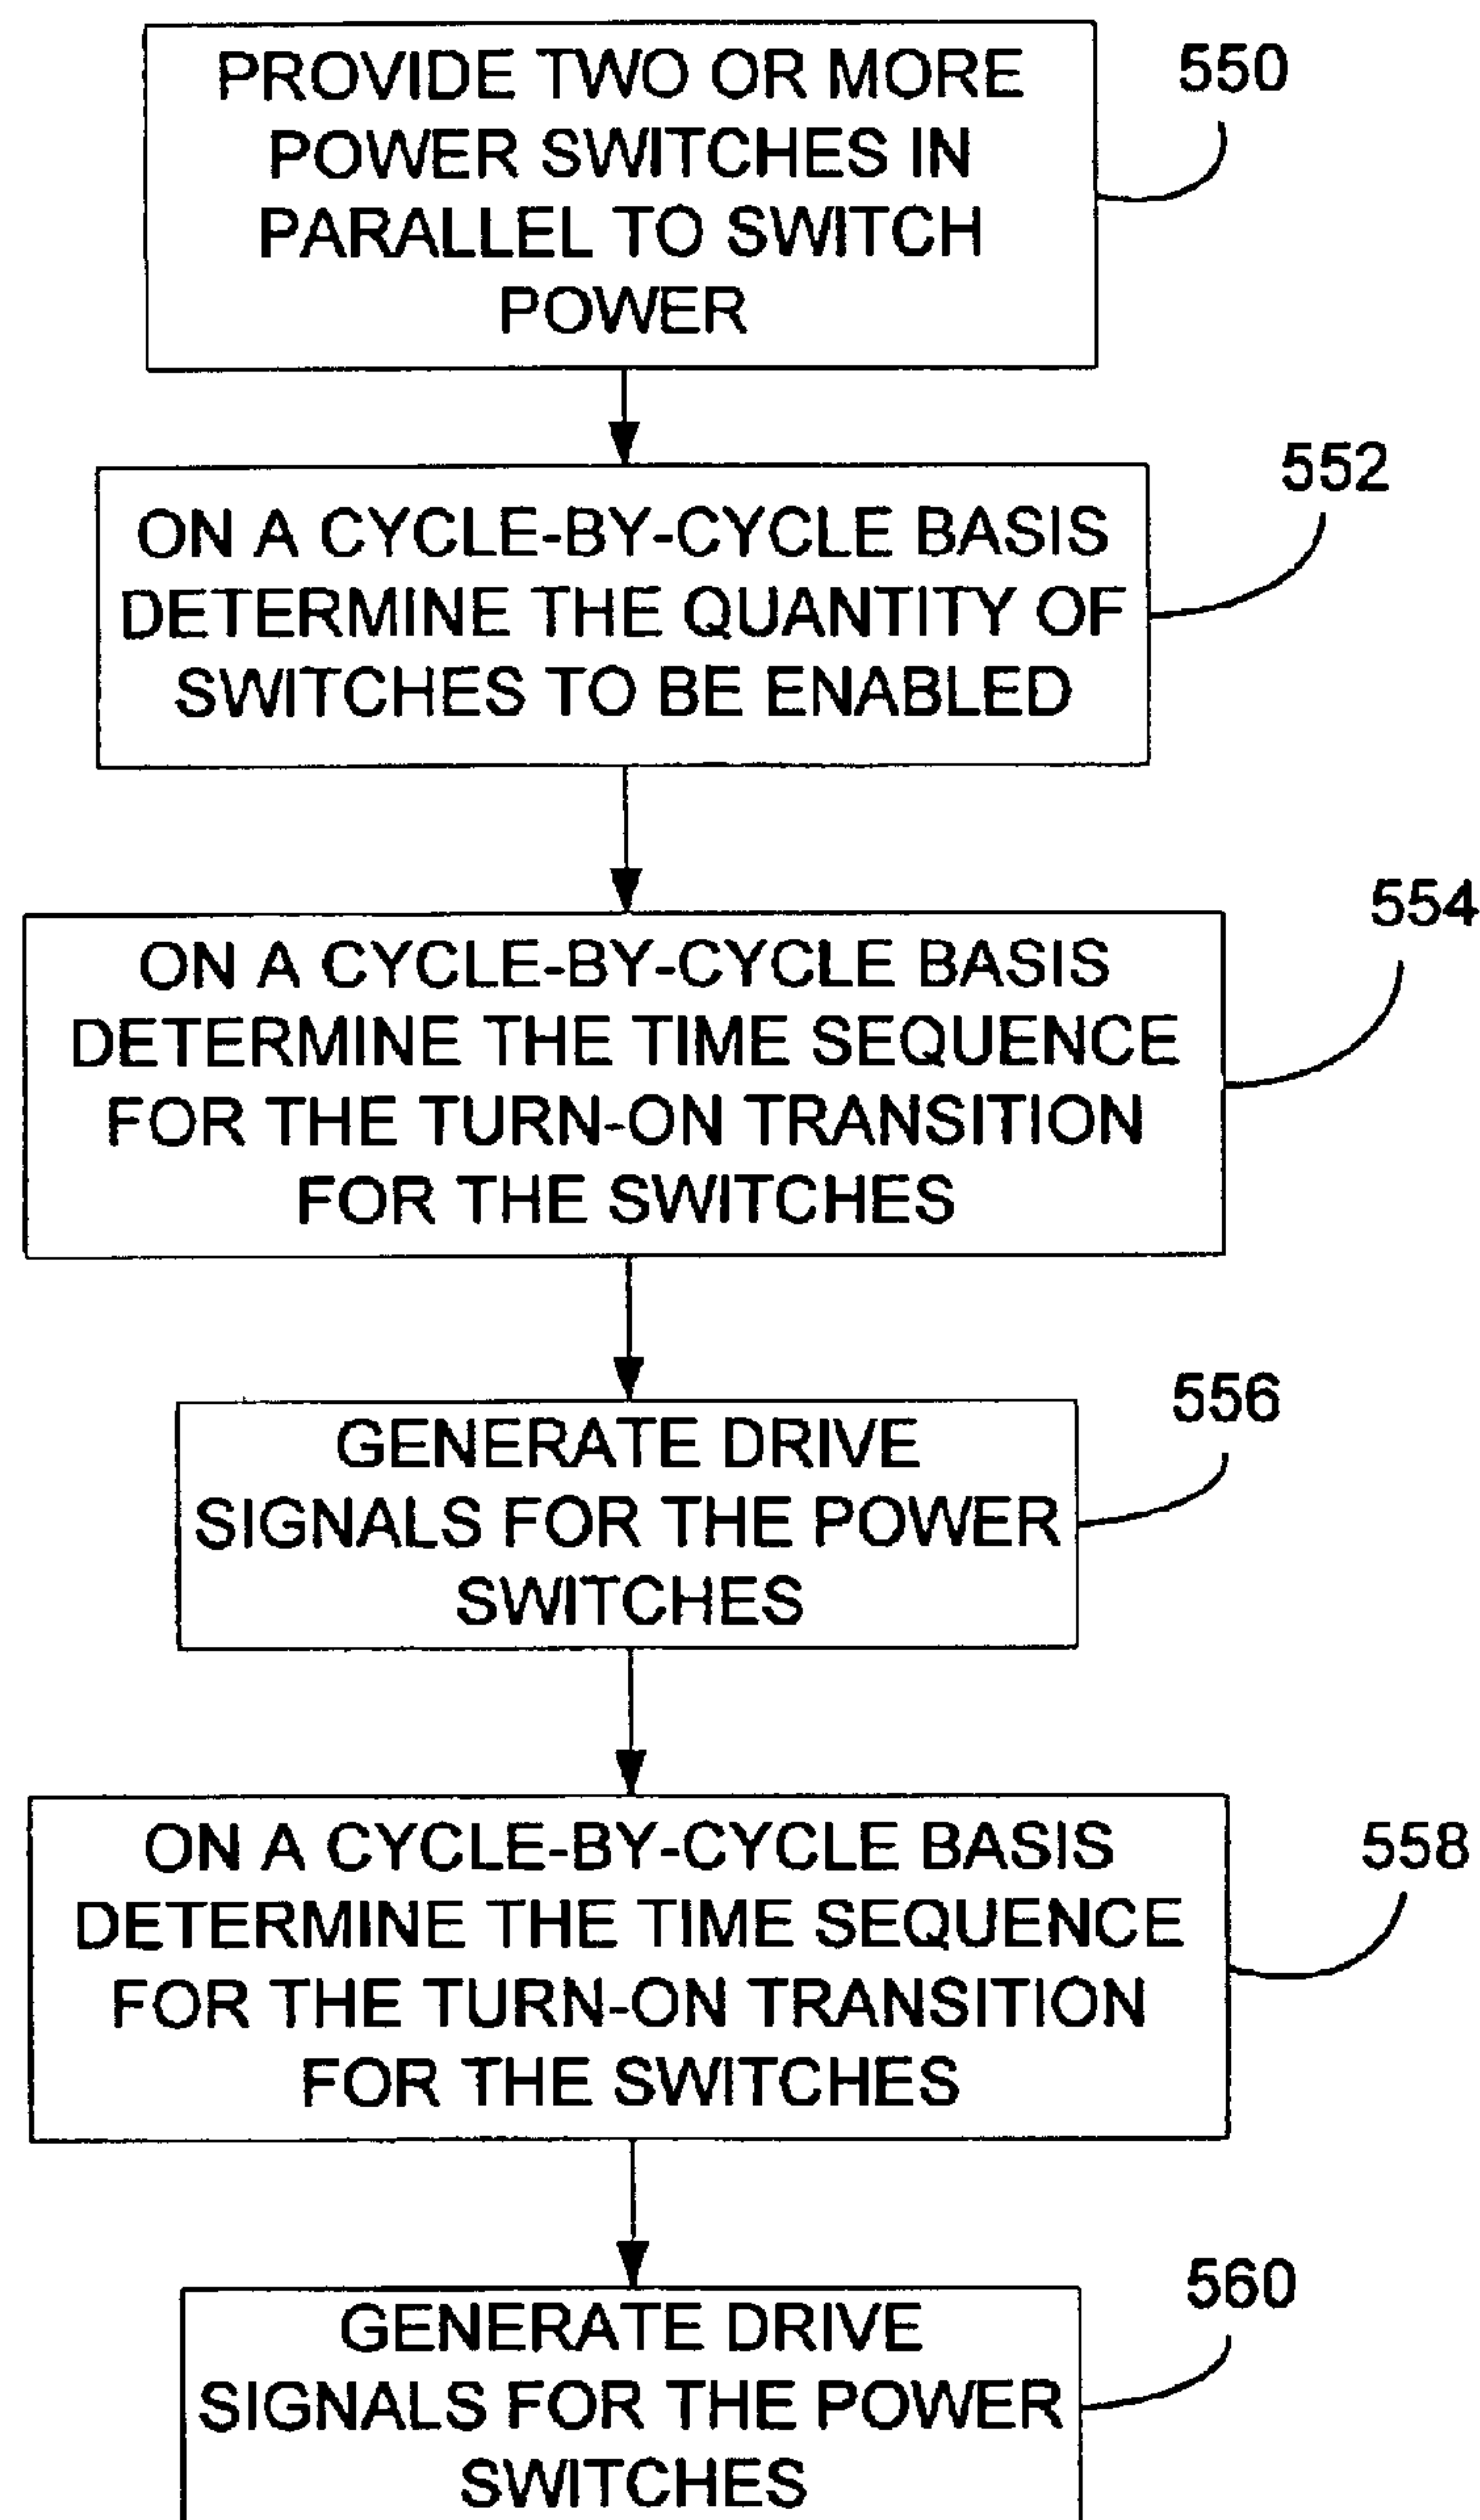 PROVIDE TWO OR MORE
POWER SWITCHES IN
PARALLEL TO SWITCH
POWER
550
ON A CYCLE-BY-CYCLE BASIS
DETERMINE THE QUANTITY OF
SWITCHES TO BE ENABLED
552
ON A CYCLE-BY-CYCLE BASIS
DETERMINE THE TIME SEQUENCE
FOR THE TURN-ON TRANSITION
FOR THE SWITCHES
554
GENERATE DRIVE
SIGNALS FOR THE POWER
SWITCHES
556
ON A CYCLE-BY-CYCLE BASIS
DETERMINE THE TIME SEQUENCE
FOR THE TURN-ON TRANSITION
FOR THE SWITCHES
558
GENERATE DRIVE
SIGNALS FOR THE POWER
SWITCHES
560